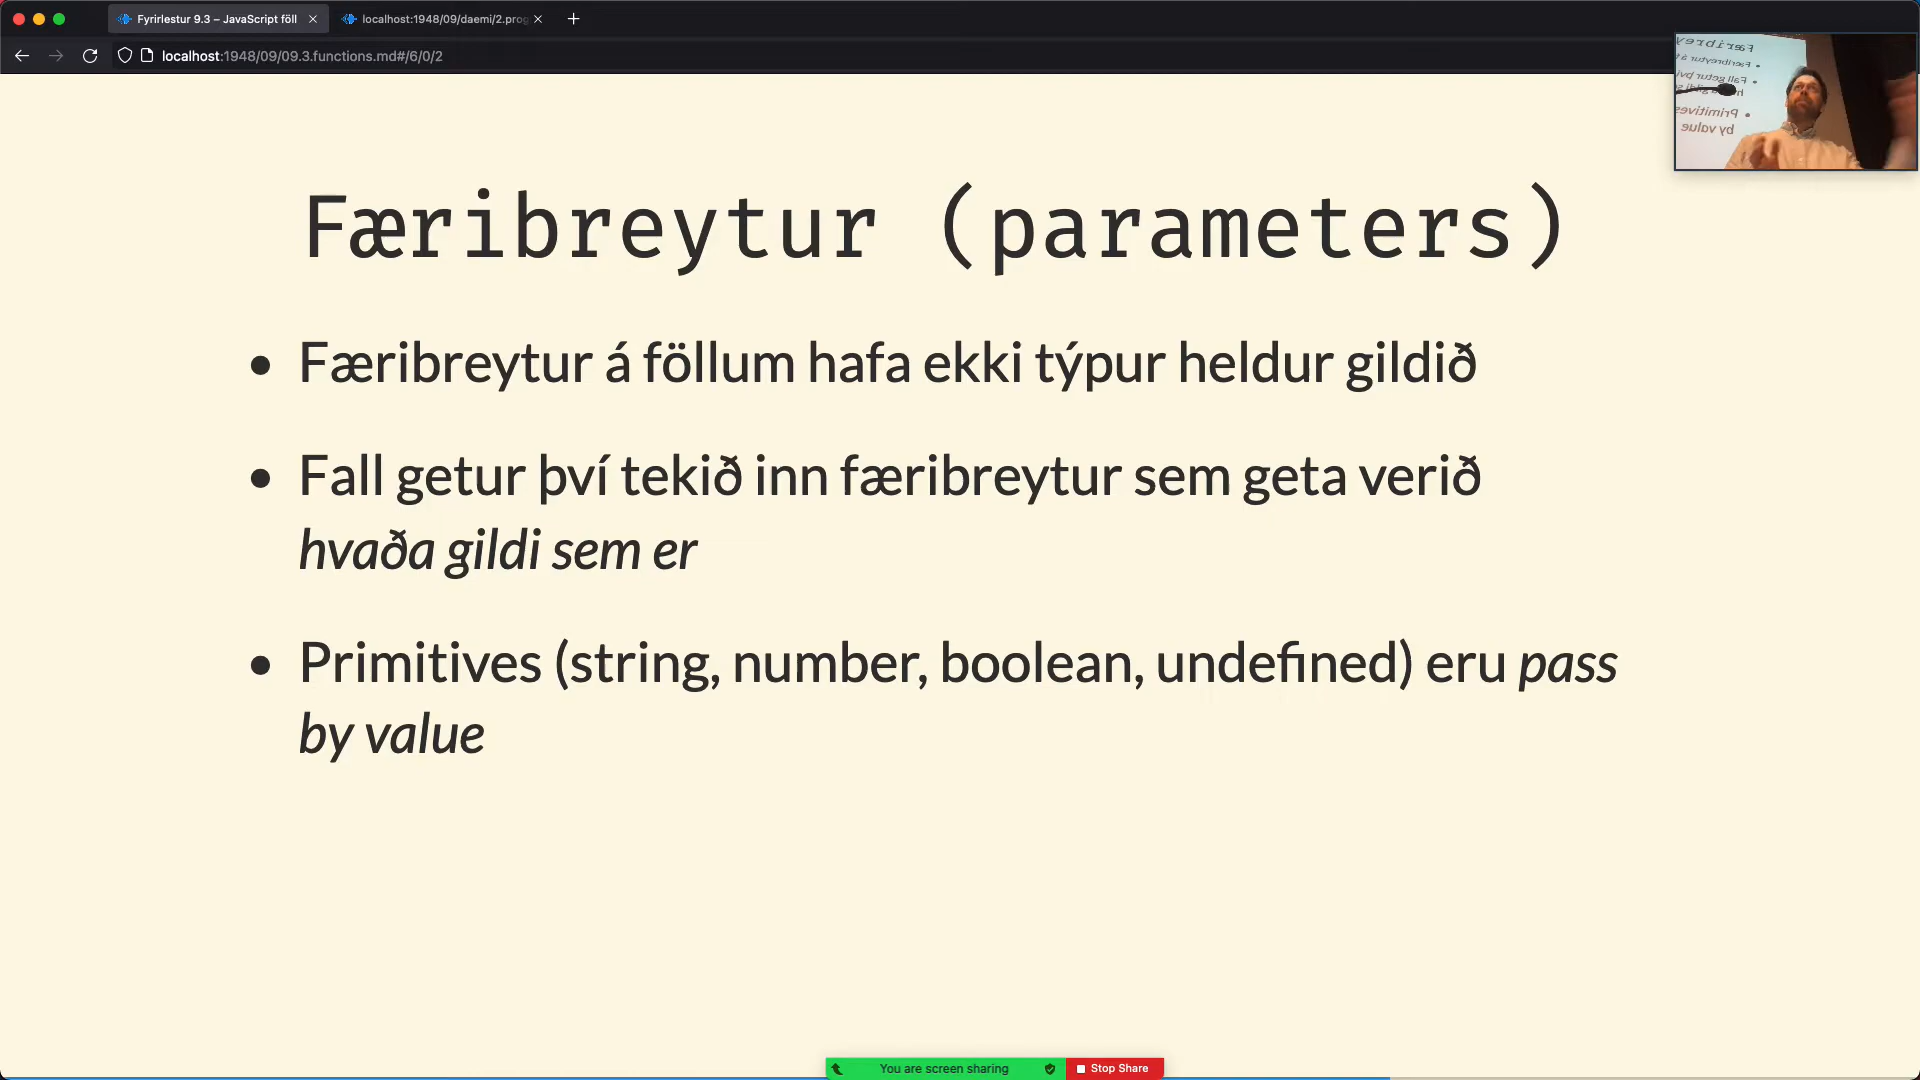 Fyrirlestur 9.3 – JavaScript föll
localhost:1948/09/daemi/2.prog
localhost:1948/09/09.3.functions.md#/6/0/2
Færibreytur (parameters)
Færibreytur á föllum hafa ekki týpur heldur gildið
Fall getur því tekið inn færibreytur sem geta verið
hvaða gildi sem er
Primitives (string, number, boolean, undefined) eru pass
by value
You are screen sharing
Stop Share